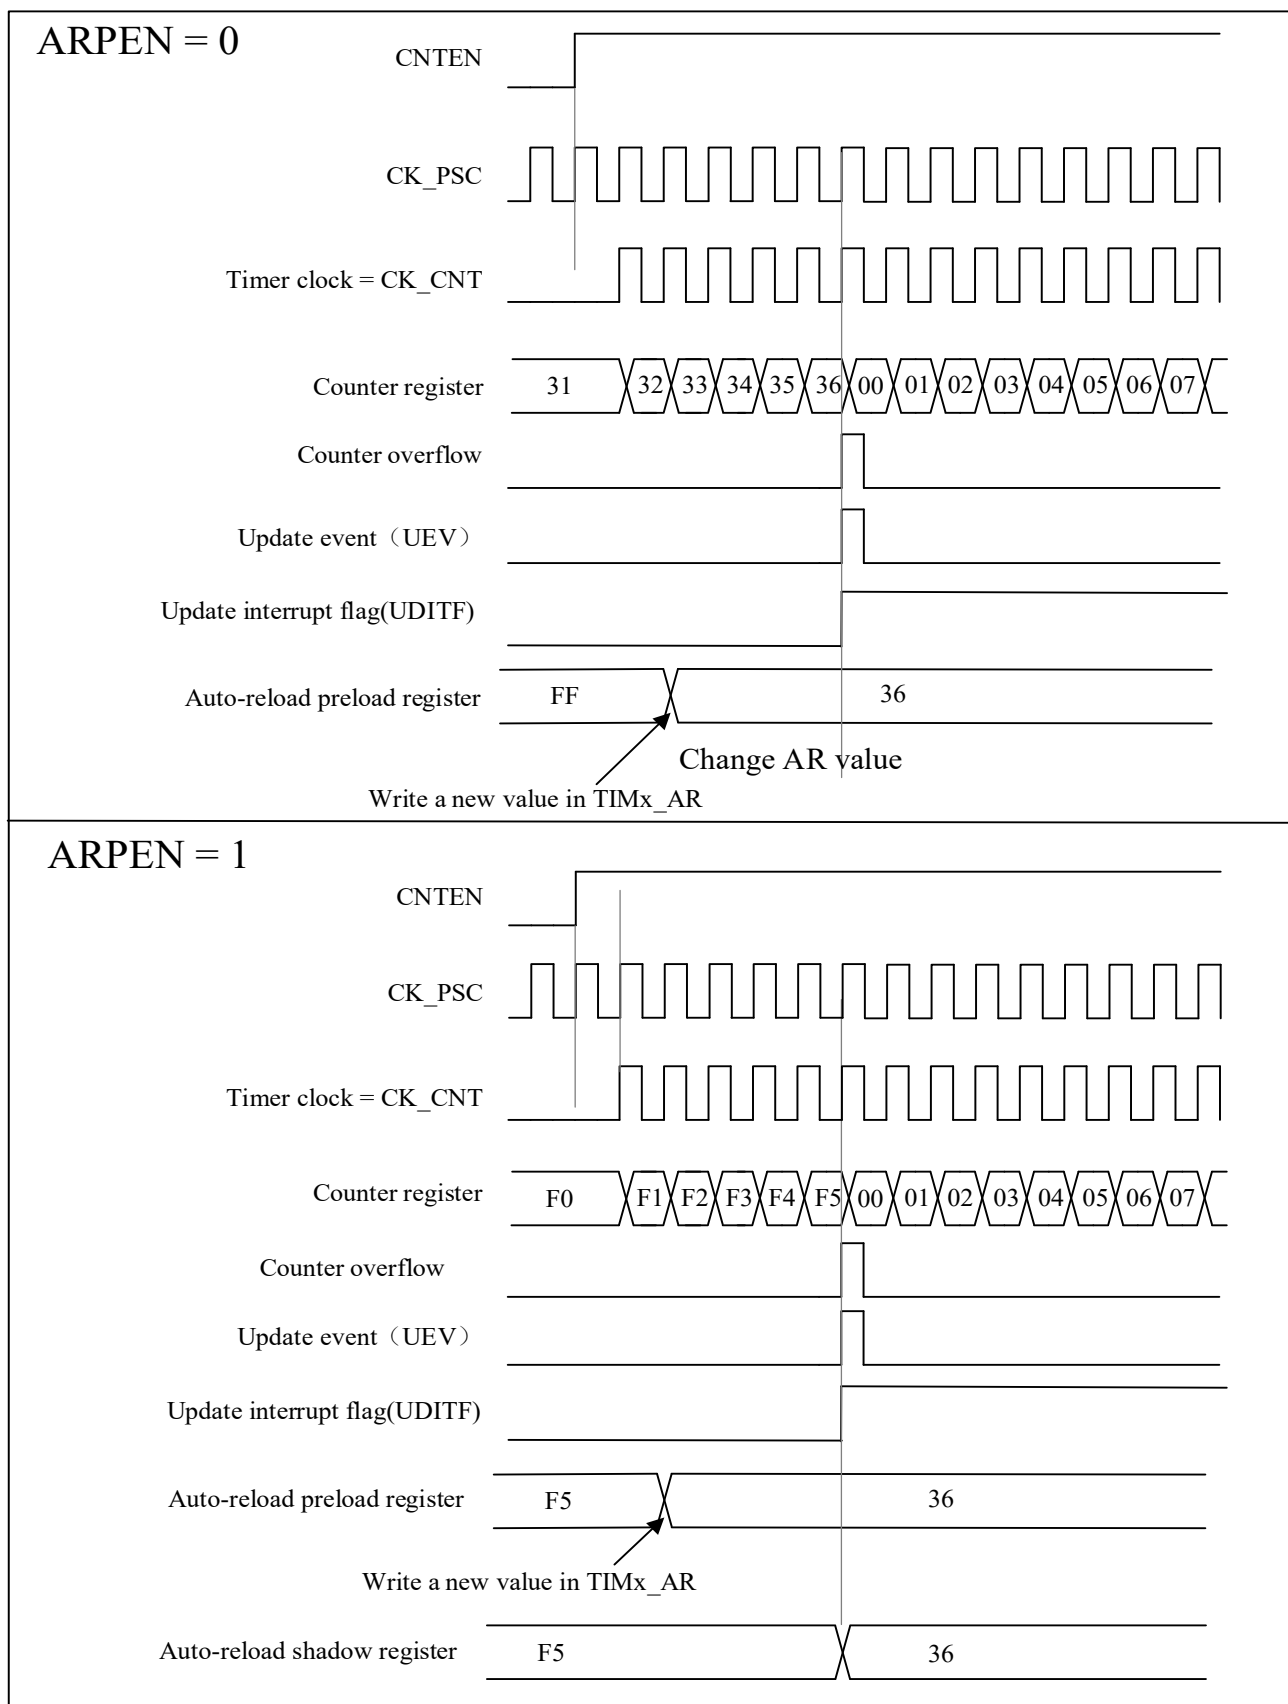 ARPEN = 0
CNTEN
CK_PSC
Timer clock = CK_CNT
Counter register 31 32 33 34 35 36 00 01 02 03 04 05 06 07
Counter overflow
Update event（UEV）
Update interrupt flag(UDITF)
Auto-reload preload register FF 36
Change AR value
Write a new value in TIMx_AR
ARPEN = 1
CNTEN
CK_PSC
Timer clock = CK_CNT
Counter register F0 F1 F2 F3 F4 F5 00 01 02 03 04 05 06 07
Counter overflow
Update event（UEV）
Update interrupt flag(UDITF)
Auto-reload preload register F5 36
Write a new value in TIMx_AR
Auto-reload shadow register F5 36